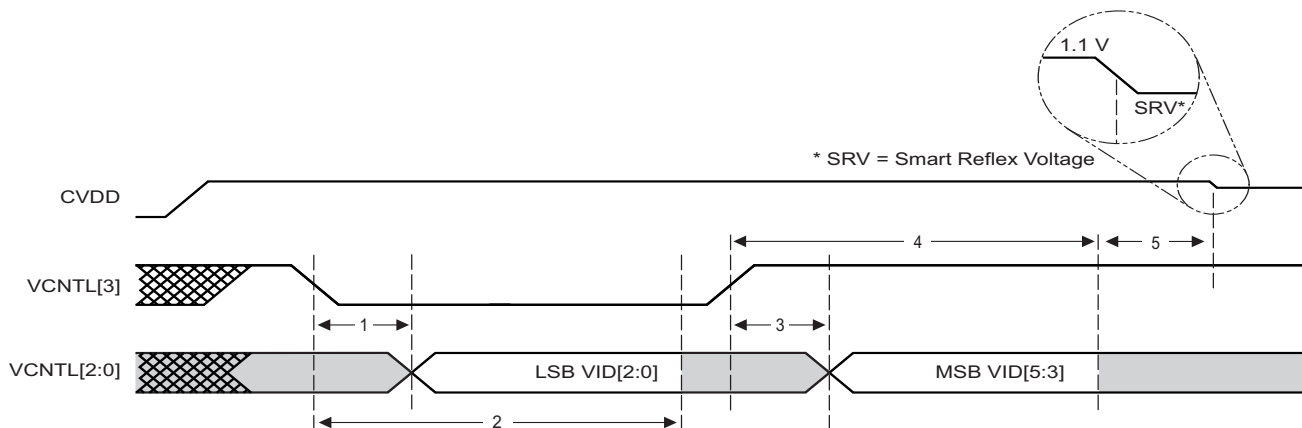 1.1 V
SRV*
* SRV = Smart Reflex Voltage
CVDD
4
5
VCNTL[3]
1
3
VCNTL[2:0]
LSB VID[2:0]
MSB VID[5:3]
2